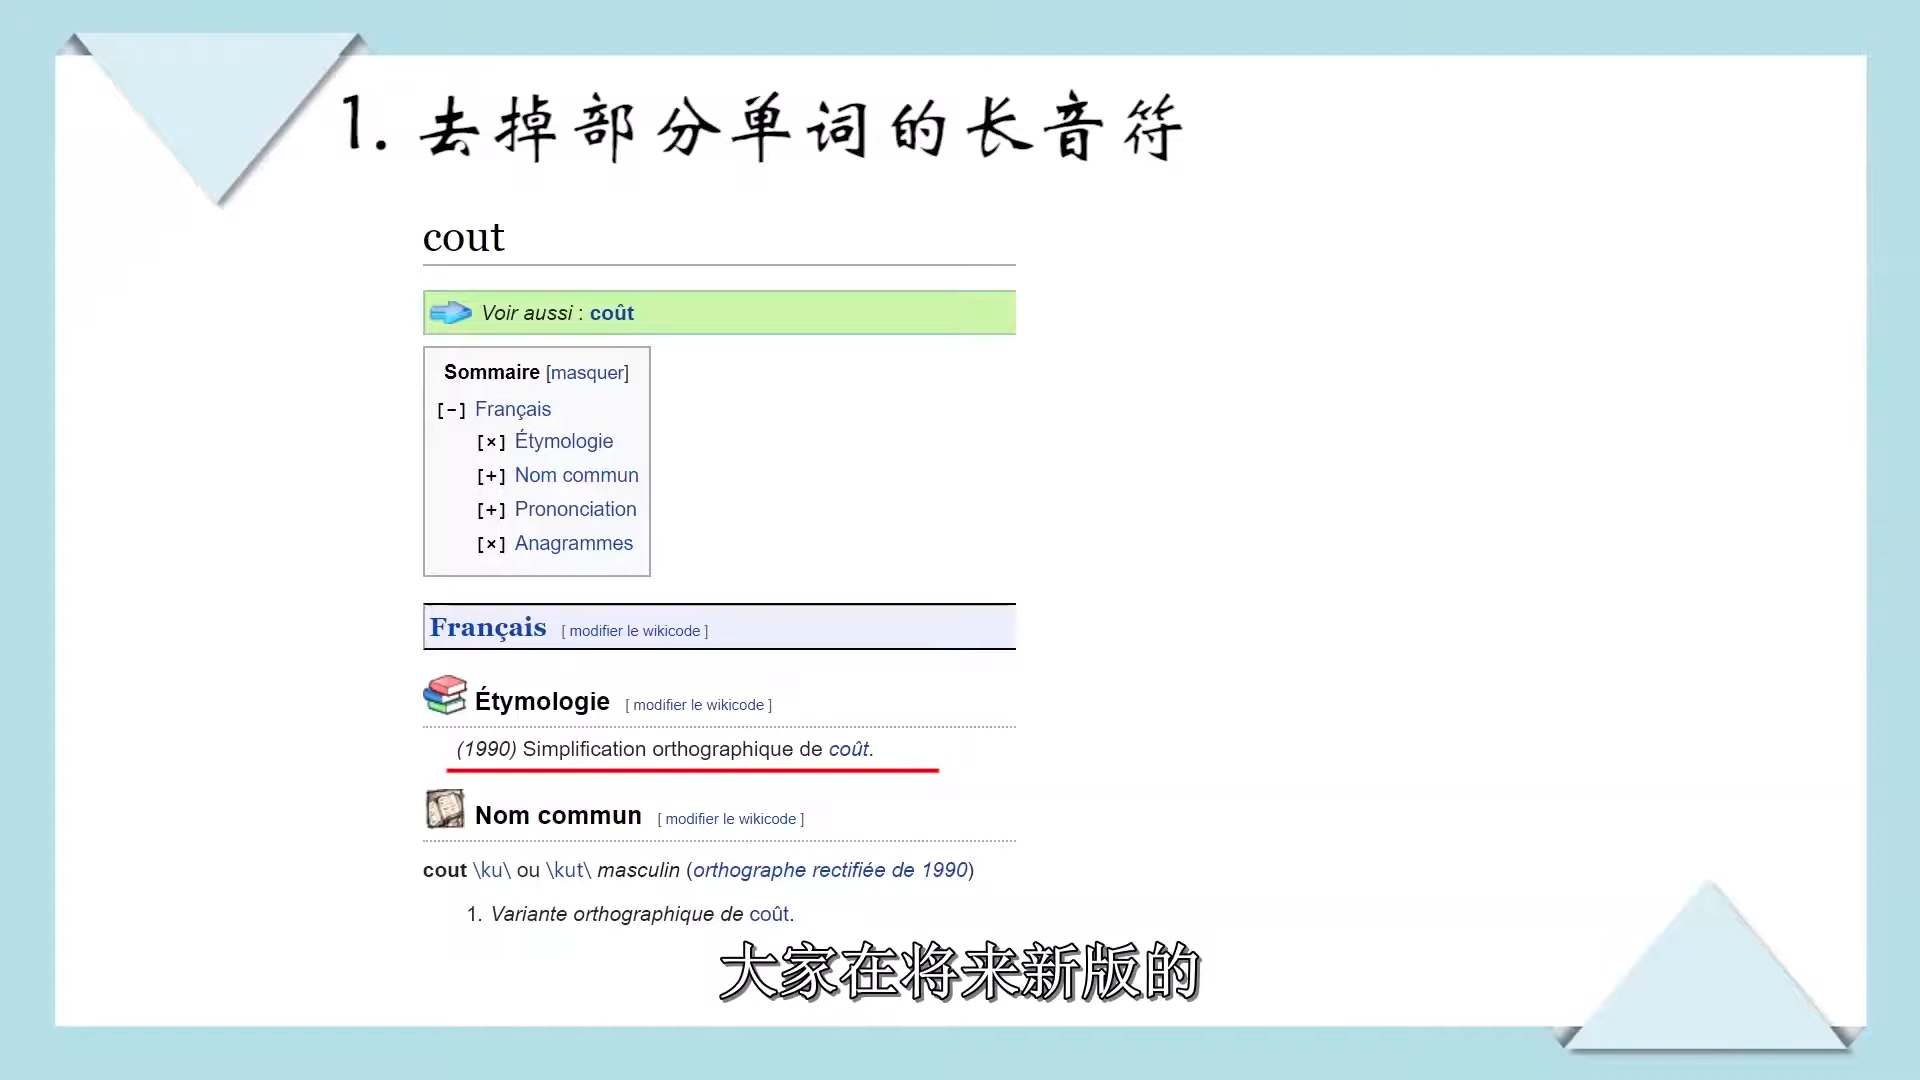 1. 去掉部分单词的长音符
cout
Voir aussi : coût
Sommaire [masquer]
[−] Français
[×] Étymologie
[+] Nom commun
[+] Prononciation
[×] Anagrammes
Français [ modifier le wikicode ]
Étymologie [ modifier le wikicode ]
(1990) Simplification orthographique de coût.
Nom commun [ modifier le wikicode ]
cout \ku\ ou \kut\ masculin (orthographe rectifiée de 1990)
1. Variante orthographique de coût.
大家在将来新版的